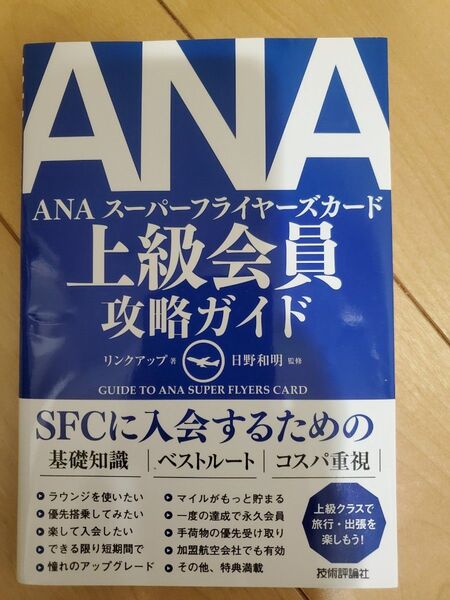 ANA
ANA スーパーフライヤーズカード
上級会員
攻略ガイド
リンクアップ 著
日野和明 監修
GUIDE TO ANA SUPER FLYERS CARD
SFCに入会するための
基礎知識 ベストルート コスパ重視
ラウンジを使いたい
優先搭乗してみたい
楽して入会したい
できる限り短期間で
憧れのアップグレード
マイルがもっと貯まる
一度の達成で永久会員
手荷物の優先受け取り
加盟航空会社でも有効
その他、特典満載
上級クラスで
旅行・出張を
楽しもう!
技術評論社